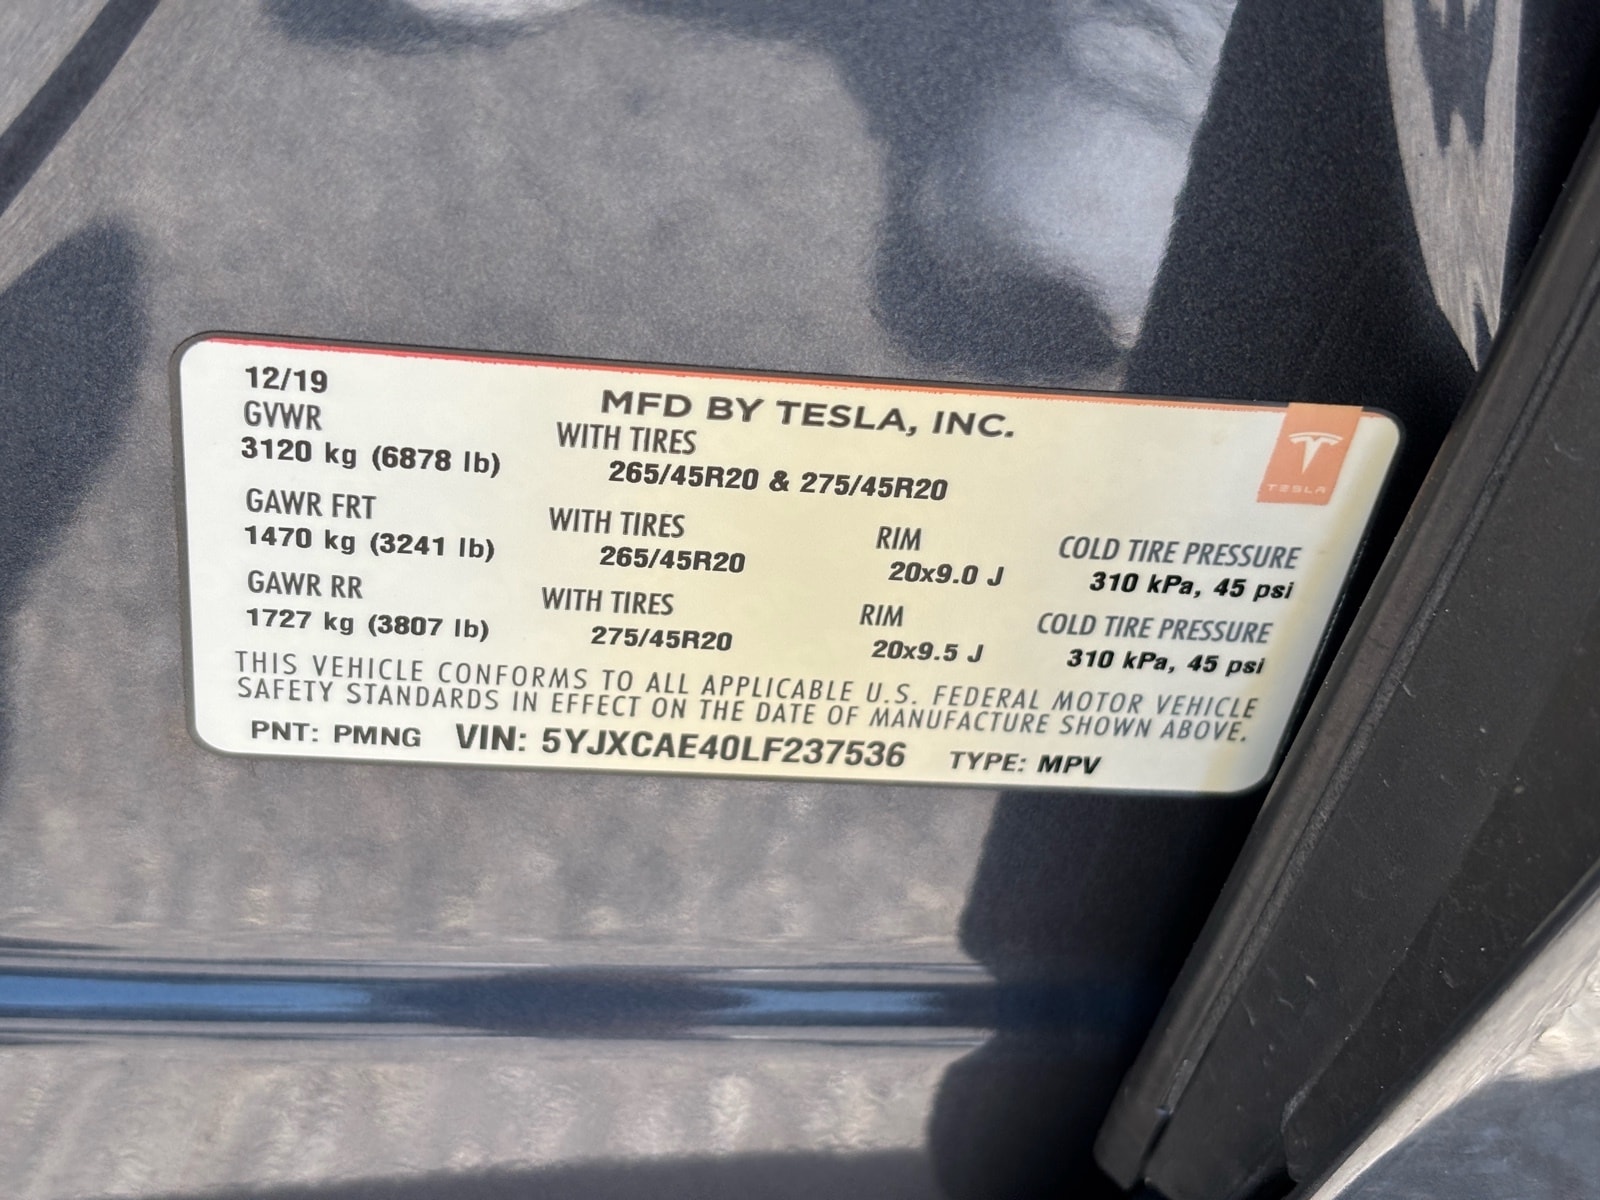 12/19
MFD BY TESLA, INC.
GVWR
WITH TIRES
3120 kg (6878 lb)
265/45R20 & 275/45R20
TESLA
GAWR FRT
WITH TIRES
RIM
COLD TIRE PRESSURE
1470 kg (3241 lb)
265/45R20
20x9.0 J
310 kPa, 45 psi
GAWR RR
WITH TIRES
RIM
COLD TIRE PRESSURE
1727 kg (3807 lb)
275/45R20
20x9.5 J
310 kPa, 45 psi
THIS VEHICLE CONFORMS TO ALL APPLICABLE U.S. FEDERAL MOTOR VEHICLE
SAFETY STANDARDS IN EFFECT ON THE DATE OF MANUFACTURE SHOWN ABOVE.
PNT: PMNG VIN: 5YJXCAE40LF237536 TYPE: MPV